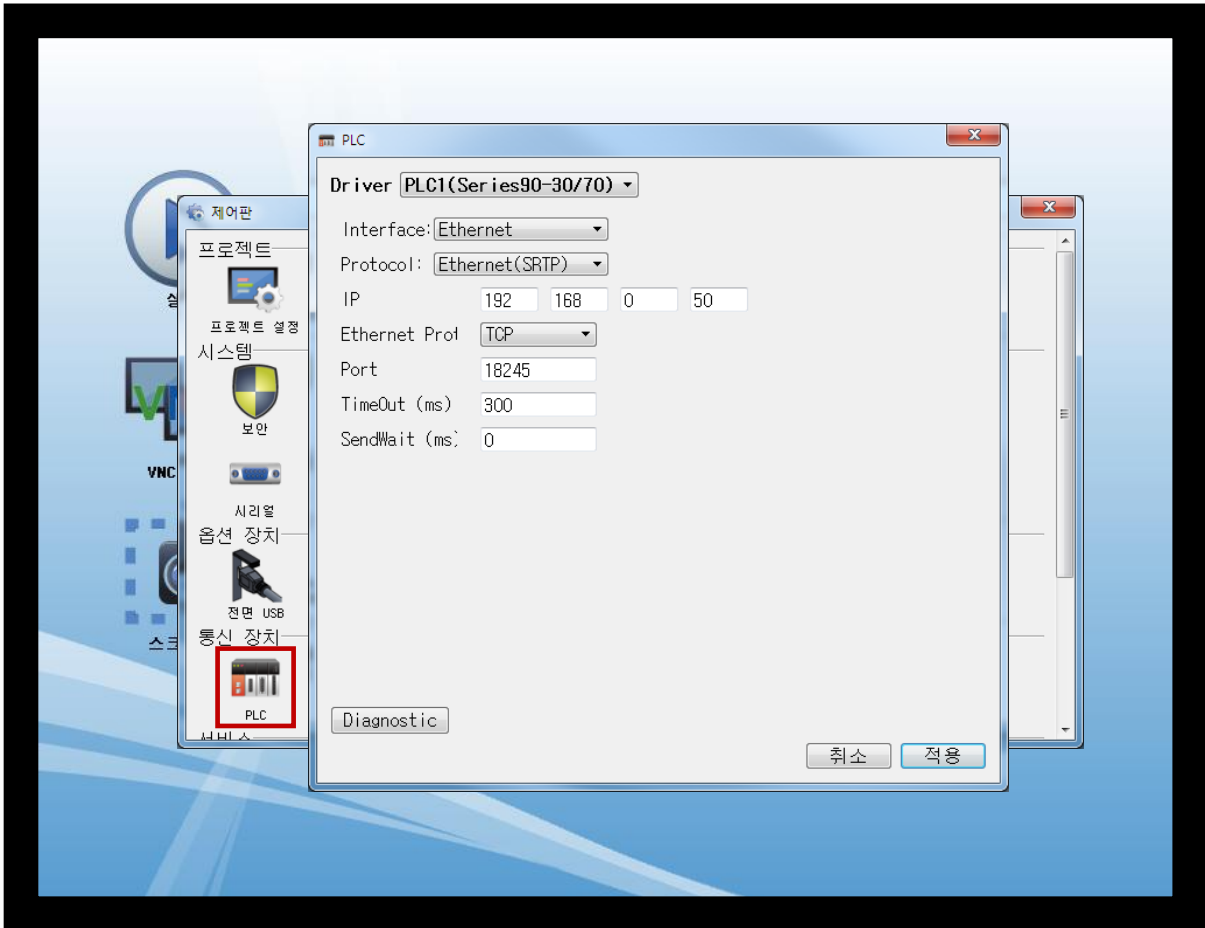 PLC
Driver PLC1(Series90-30/70)
Interface: Ethernet
Protocol: Ethernet(SRTP)
IP 192 168 0 50
Ethernet Prot TCP
Port 18245
TimeOut (ms) 300
SendWait (ms) 0
Diagnostic
취소 적용
제어판
프로젝트
프로젝트 설정
시스템
보안
시리얼
옵션 장치
전면 USB
통신 장치
PLC
VNC